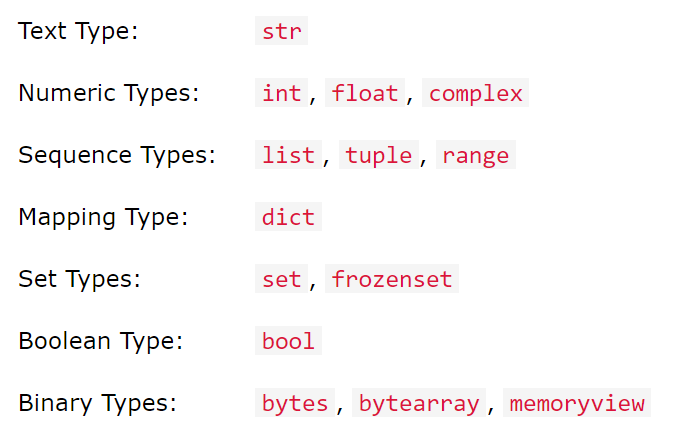 Text Type: str
Numeric Types: int, float, complex
Sequence Types: list, tuple, range
Mapping Type: dict
Set Types: set, frozenset
Boolean Type: bool
Binary Types: bytes, bytearray, memoryview